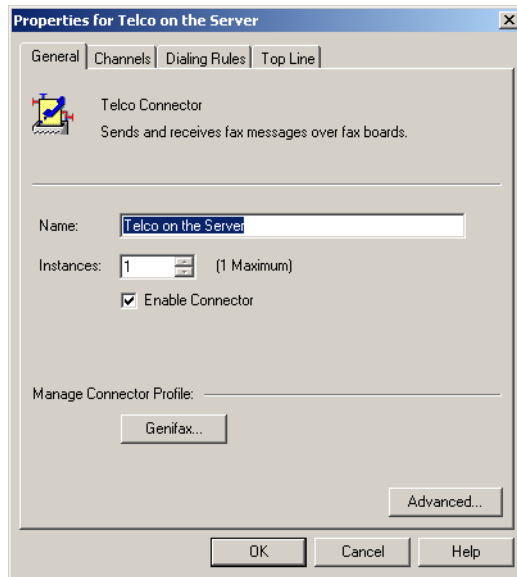 Properties for Telco on the Server
General Channels Dialing Rules Top Line
Telco Connector
Sends and receives fax messages over fax boards.
Name: Telco on the Server
Instances: 1 (1 Maximum)
Enable Connector
Manage Connector Profile:
Genifax...
Advanced...
OK Cancel Help